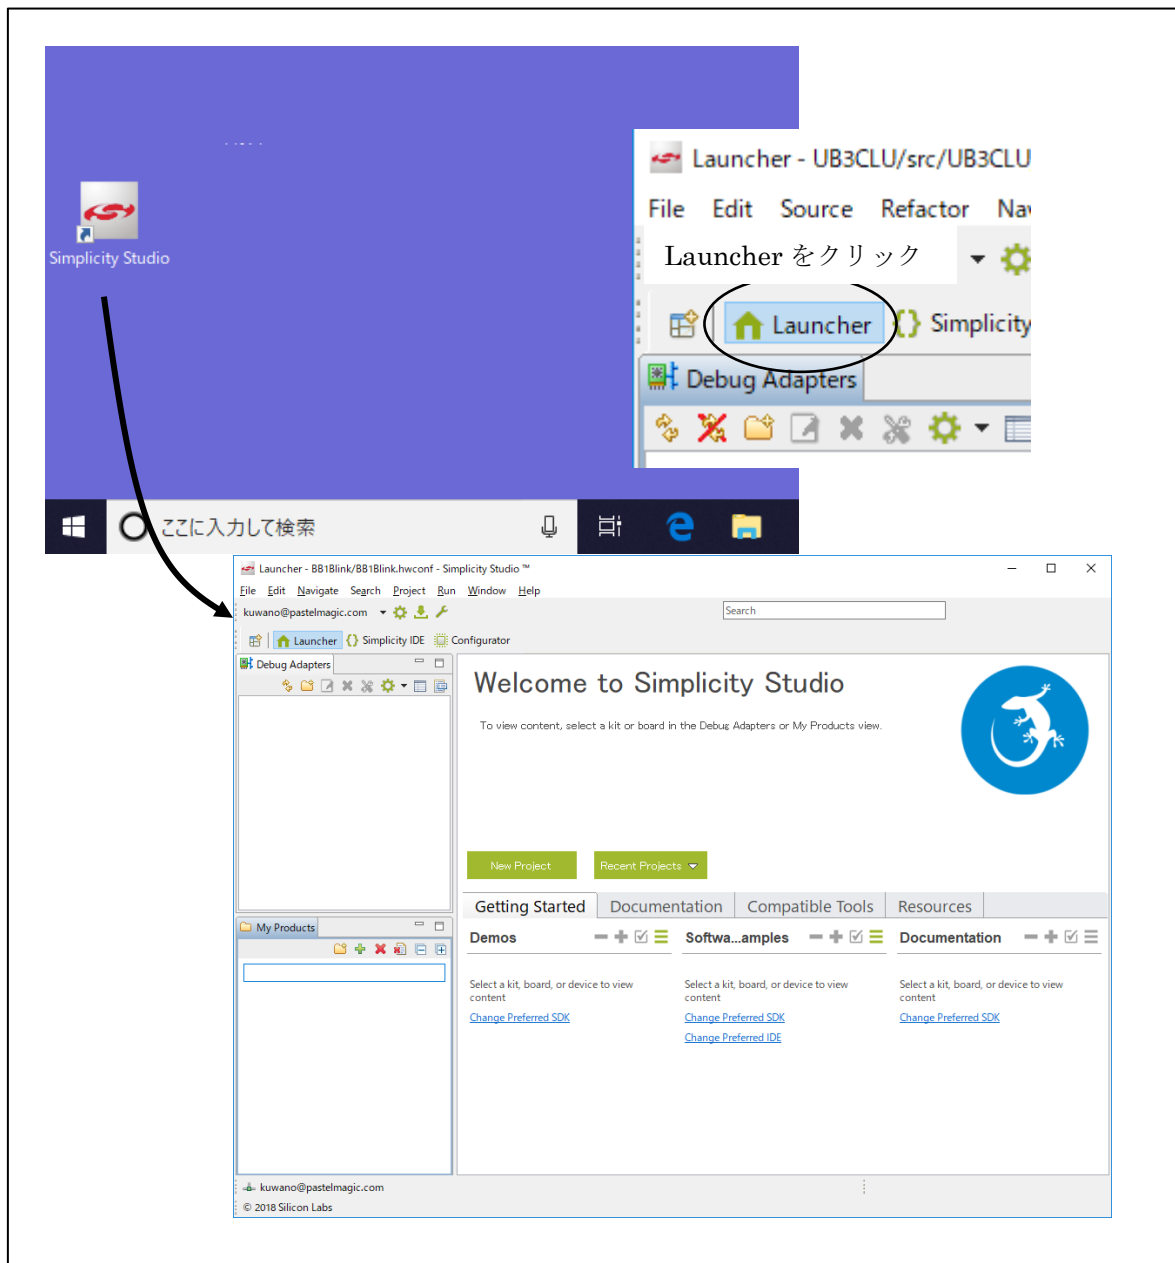 Simplicity Studio
ここに入力して検索
Launcher - UB3CLU/src/UB3CLU
File Edit Source Refactor Nav
Launcher をクリック
Launcher Simplicity
Debug Adapters
Launcher - BB1Blink/BB1Blink.hwconf - Simplicity Studio ™
File Edit Navigate Search Project Run Window Help
kuwano@pastelmagic.com
Search
Launcher Simplicity IDE Configurator
Debug Adapters
Welcome to Simplicity Studio
To view content, select a kit or board in the Debug Adapters or My Products view.
New Project Recent Projects
Getting Started Documentation Compatible Tools Resources
My Products
Demos Softwa...amples Documentation
Select a kit, board, or device to view content
Change Preferred SDK
Select a kit, board, or device to view content
Change Preferred SDK
Change Preferred IDE
Select a kit, board, or device to view content
Change Preferred SDK
kuwano@pastelmagic.com
© 2018 Silicon Labs